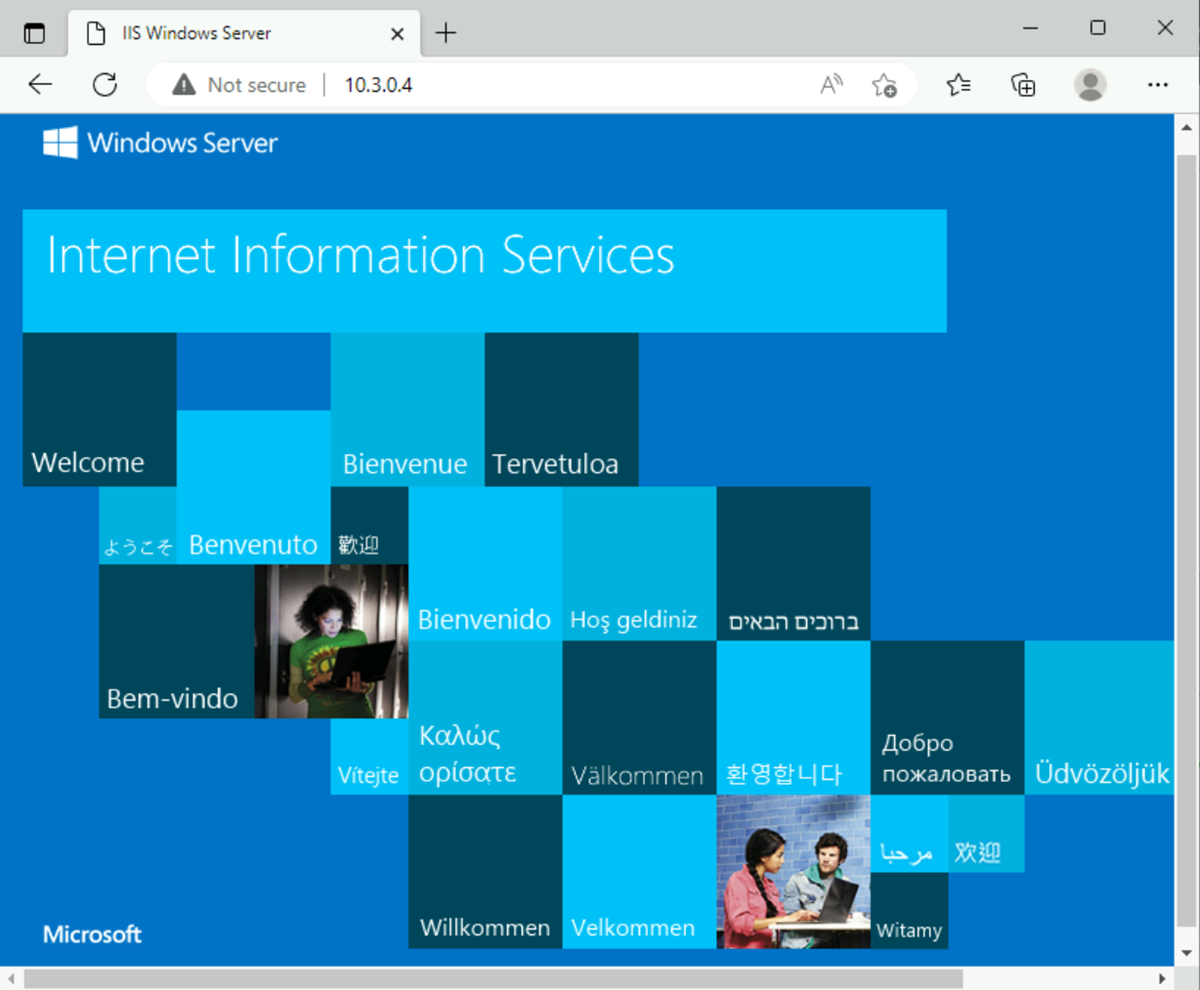 IIS Windows Server
Not secure
10.3.0.4
Windows Server
Internet Information Services
Welcome
Bienvenue
Tervetuloa
ようこそ
Benvenuto
歡迎
Bienvenido
Hoş geldiniz
ברוכים הבאים
Bem-vindo
Καλώς
ορίσατε
Vítejte
Välkommen
환영합니다
Добро
пожаловать
Üdvözöljük
مرحبا
欢迎
Willkommen
Velkommen
Witamy
Microsoft